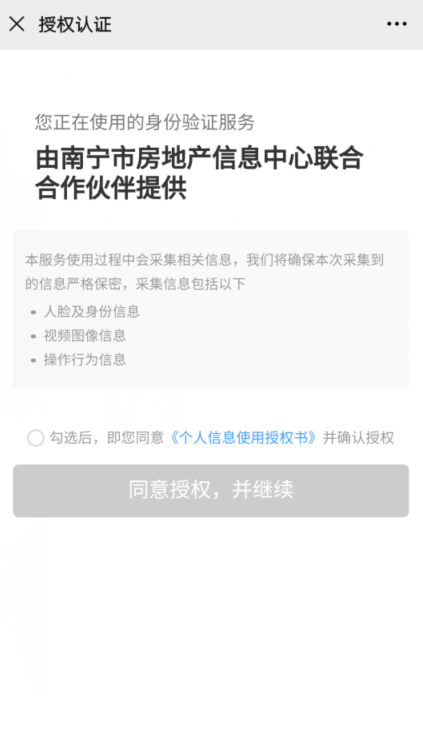 授权认证
您正在使用的身份验证服务
由南宁市房地产信息中心联合
合作伙伴提供
本服务使用过程中会采集相关信息，我们将确保本次采集到
的信息严格保密，采集信息包括以下
▪ 人脸及身份信息
▪ 视频图像信息
▪ 操作行为信息
勾选后，即您同意《个人信息使用授权书》并确认授权
同意授权，并继续